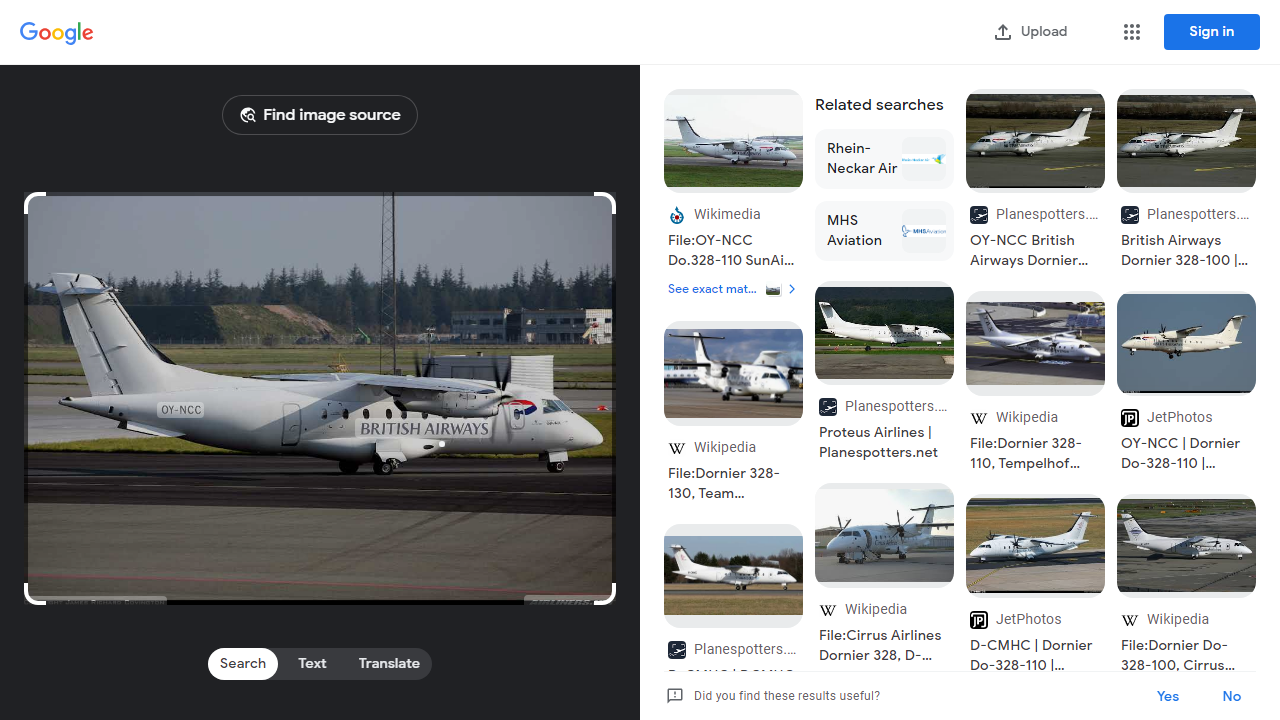 Google
Upload
Sign in
Find image source
OY-NCC
BRITISH AIRWAYS
Search
Text
Translate
Wikimedia
File:OY-NCC
Do.328-110 SunAi...
See exact mat...
Wikipedia
File:Dornier 328-
130, Team...
Planespotters....
Related searches
Rhein-
Neckar Air
MHS
Aviation
MHS Aviation
Planespotters....
Proteus Airlines |
Planespotters.net
Wikipedia
File:Cirrus Airlines
Dornier 328, D-...
Planespotters....
OY-NCC British
Airways Dornier...
Wikipedia
File:Dornier 328-
110, Tempelhof...
JetPhotos
D-CMHC | Dornier
Do-328-110 |...
Planespotters....
British Airways
Dornier 328-100 |...
JetPhotos
OY-NCC | Dornier
Do-328-110 |...
Wikipedia
File:Dornier Do-
328-100, Cirrus...
Did you find these results useful?
Yes
No